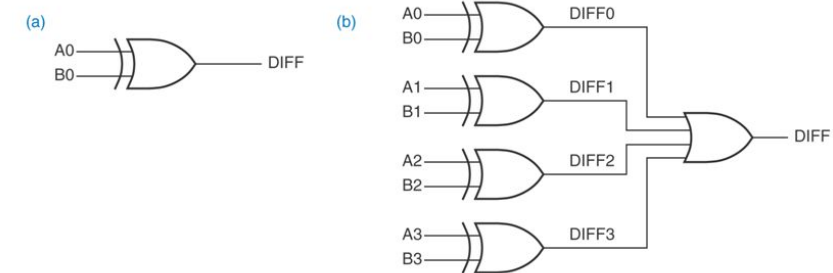 (a)
A0
B0
DIFF
(b)
A0
B0
DIFF0
A1
B1
DIFF1
A2
B2
DIFF2
A3
B3
DIFF3
DIFF